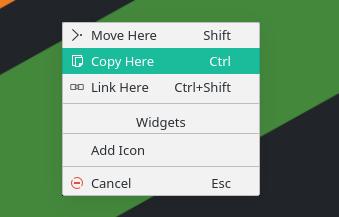 Move Here Shift
Copy Here Ctrl
Link Here Ctrl+Shift
Widgets
Add Icon
Cancel Esc